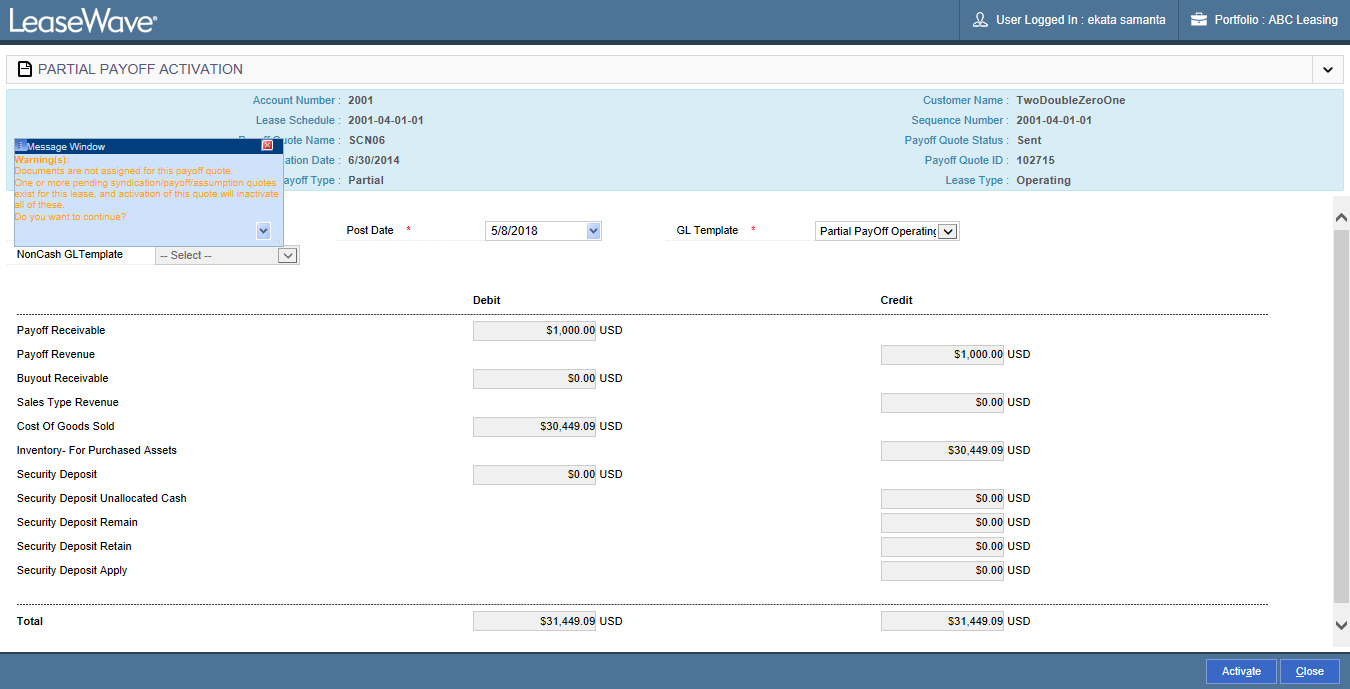 LeaseWave®
User Logged In : ekata samanta
Portfolio : ABC Leasing
PARTIAL PAYOFF ACTIVATION
Account Number : 2001
Customer Name : TwoDoubleZeroOne
Lease Schedule : 2001-04-01-01
Sequence Number : 2001-04-01-01
Payoff Quote Name : SCN06
Payoff Quote Status : Sent
Date : 6/30/2014
Payoff Quote ID : 102715
Type : Partial
Lease Type : Operating
Message Window
Warning(s):
Documents are not assigned for this payoff quote.
One or more pending syndication/payoff/assumption quotes
exist for this lease, and activation of this quote will inactivate
all of these.
Do you want to continue?
Post Date * 5/8/2018
GL Template * Partial PayOff Operating
NonCash GLTemplate -- Select --
Debit Credit
Payoff Receivable $1,000.00 USD
Payoff Revenue $1,000.00 USD
Buyout Receivable $0.00 USD
Sales Type Revenue $0.00 USD
Cost Of Goods Sold $30,449.09 USD
Inventory- For Purchased Assets $30,449.09 USD
Security Deposit $0.00 USD
Security Deposit Unallocated Cash $0.00 USD
Security Deposit Remain $0.00 USD
Security Deposit Retain $0.00 USD
Security Deposit Apply $0.00 USD
Total $31,449.09 USD $31,449.09 USD
Activate Close